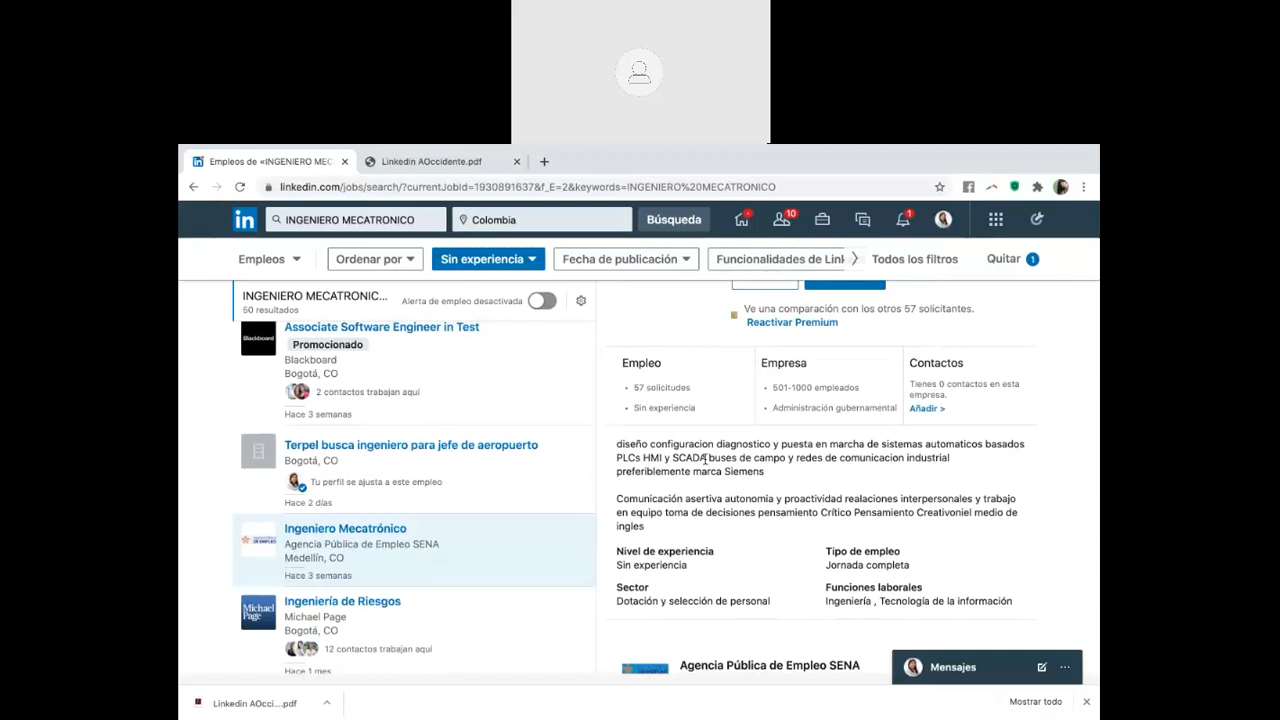 Empleos de «INGENIERO MEC
Linkedin AOccidente.pdf
linkedin.com/jobs/search/?currentJobId=1930891637&f_E=2&keywords=INGENIERO%20MECATRONICO
in
INGENIERO MECATRONICO
Colombia
Búsqueda
10
1
Empleos
Ordenar por
Sin experiencia
Fecha de publicación
Funcionalidades de Link
Todos los filtros
Quitar 1
INGENIERO MECATRONIC...
50 resultados
Alerta de empleo desactivada
Blackboard
Associate Software Engineer in Test
Promocionado
Blackboard
Bogotá, CO
2 contactos trabajan aquí
Hace 3 semanas
Terpel busca ingeniero para jefe de aeropuerto
Bogotá, CO
Tu perfil se ajusta a este empleo
Hace 2 días
Ingeniero Mecatrónico
Agencia Pública de Empleo SENA
Medellín, CO
Hace 3 semanas
Michael
Page
Ingeniería de Riesgos
Michael Page
Bogotá, CO
12 contactos trabajan aquí
Hace 1 mes
Ve una comparación con los otros 57 solicitantes.
Reactivar Premium
Empleo
57 solicitudes
Sin experiencia
Empresa
501-1000 empleados
Administración gubernamental
Contactos
Tienes 0 contactos en esta
empresa.
Añadir >
diseño configuracion diagnostico y puesta en marcha de sistemas automaticos basados
PLCs HMI y SCADA buses de campo y redes de comunicacion industrial
preferiblemente marca Siemens
Comunicación asertiva autonomia y proactividad realaciones interpersonales y trabajo
en equipo toma de decisiones pensamiento Crítico Pensamiento Creativoniel medio de
ingles
Nivel de experiencia
Sin experiencia
Tipo de empleo
Jornada completa
Sector
Dotación y selección de personal
Funciones laborales
Ingeniería , Tecnología de la información
Agencia Pública de Empleo SENA
Mensajes
Linkedin AOcci....pdf
Mostrar todo